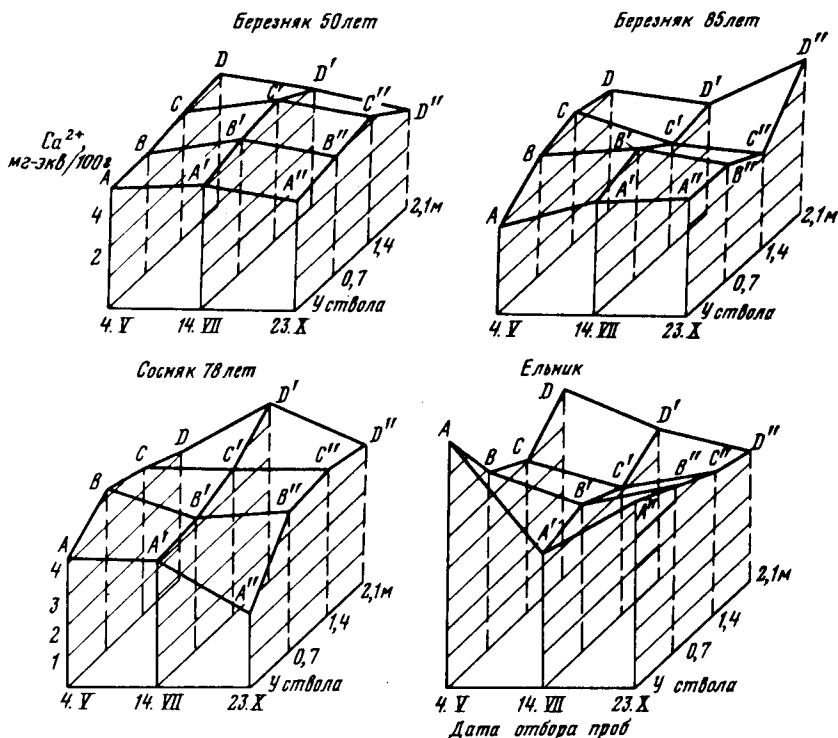 Березняк 50 лет
D
D'
C
C'
C"
D"
B
B'
B"
A
A'
A"
Ca²⁺,
мг-экв/100 г
4
2
2,1 м
1,4
0,7
У ствола
4. V 14. VII 23. X
Березняк 85 лет
D"
D
D'
C
C'
C"
B
B'
B"
A
A'
A"
2,1 м
1,4
0,7
У ствола
4. V 14. VII 23. X
Сосняк 78 лет
D'
D
D"
C
C'
C"
B
B'
B"
A
A'
A"
4
3
2
1
2,1 м
1,4
0,7
У ствола
4. V 14. VII 23. X
Ельник
D
D'
D"
A
B
C
C'
B"
C"
B'
A"
A'
2,1 м
1,4
0,7
У ствола
4. V 14. VII 23. X
Дата отбора проб